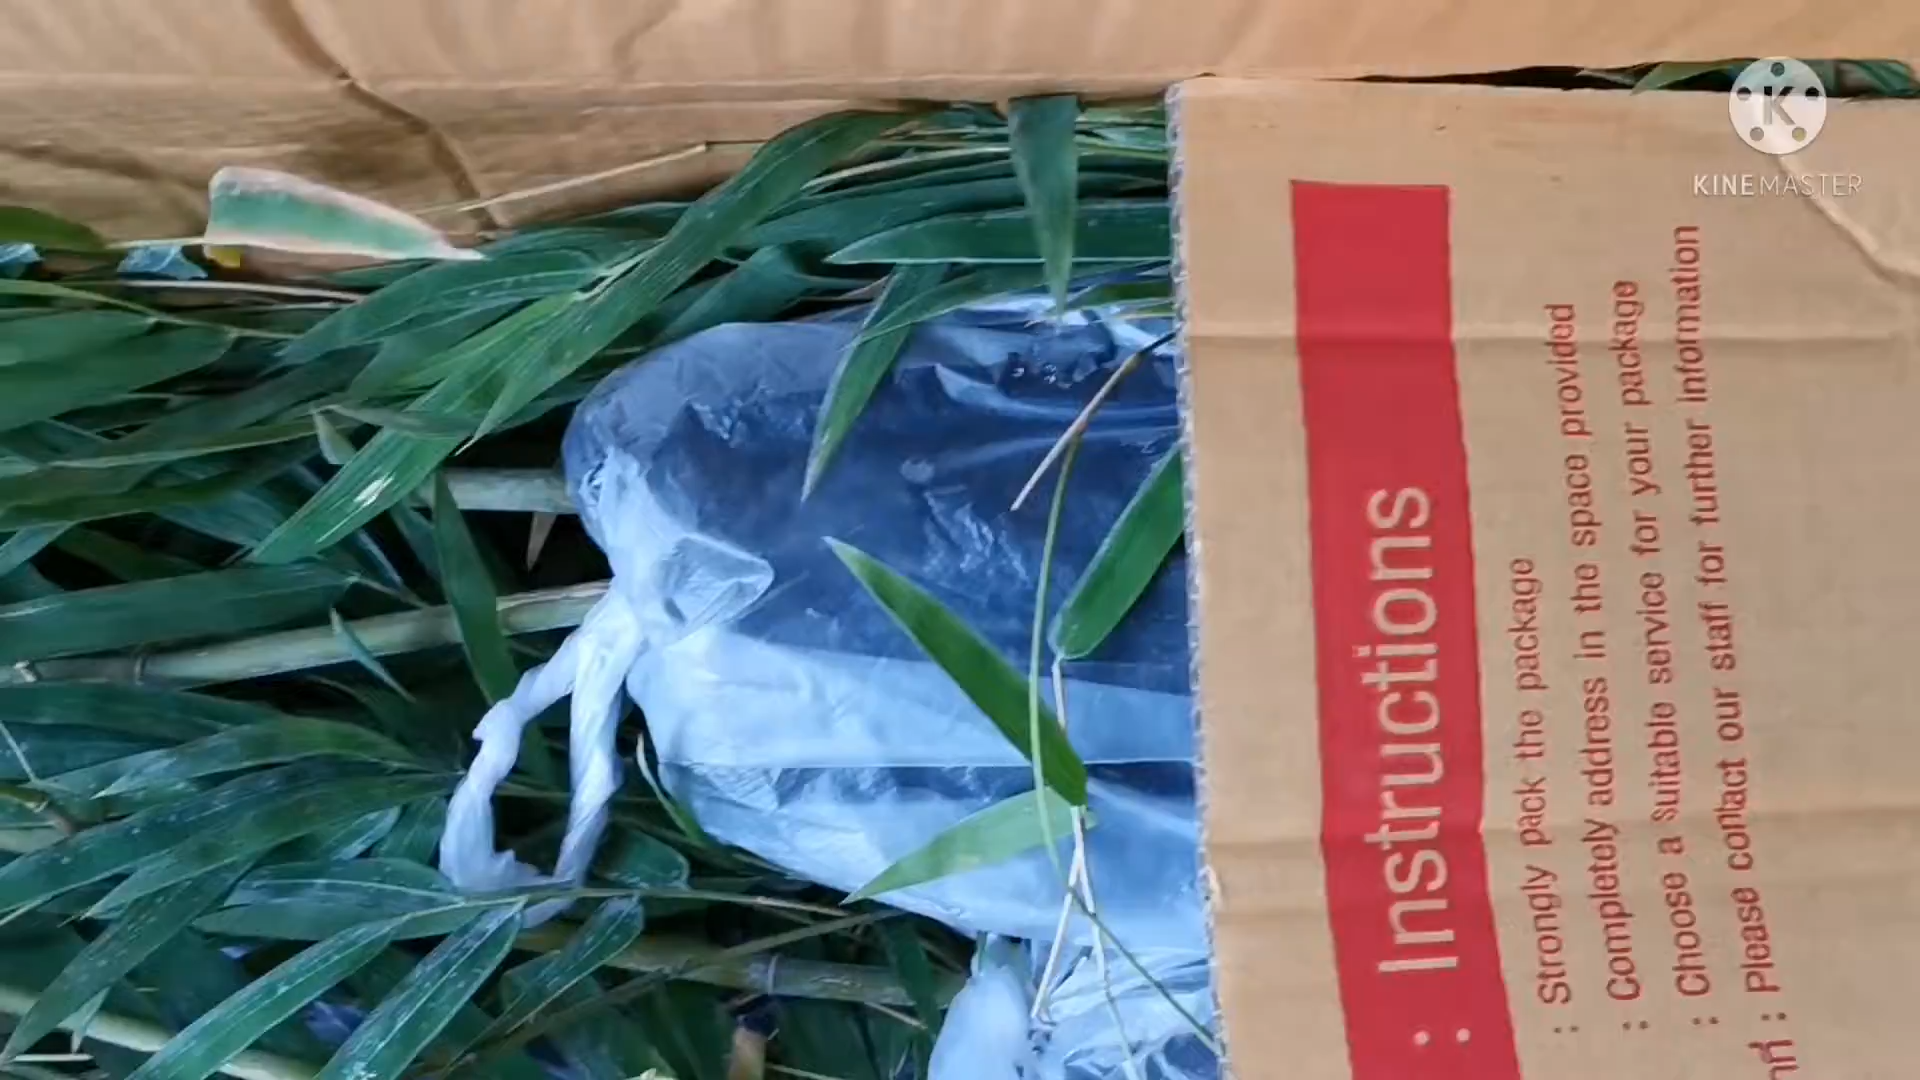 KINEMASTER
: Instructions
: Strongly pack the package
: Completely address in the space provided
: Choose a Suitable service for your package
: Please contact our staff for further information